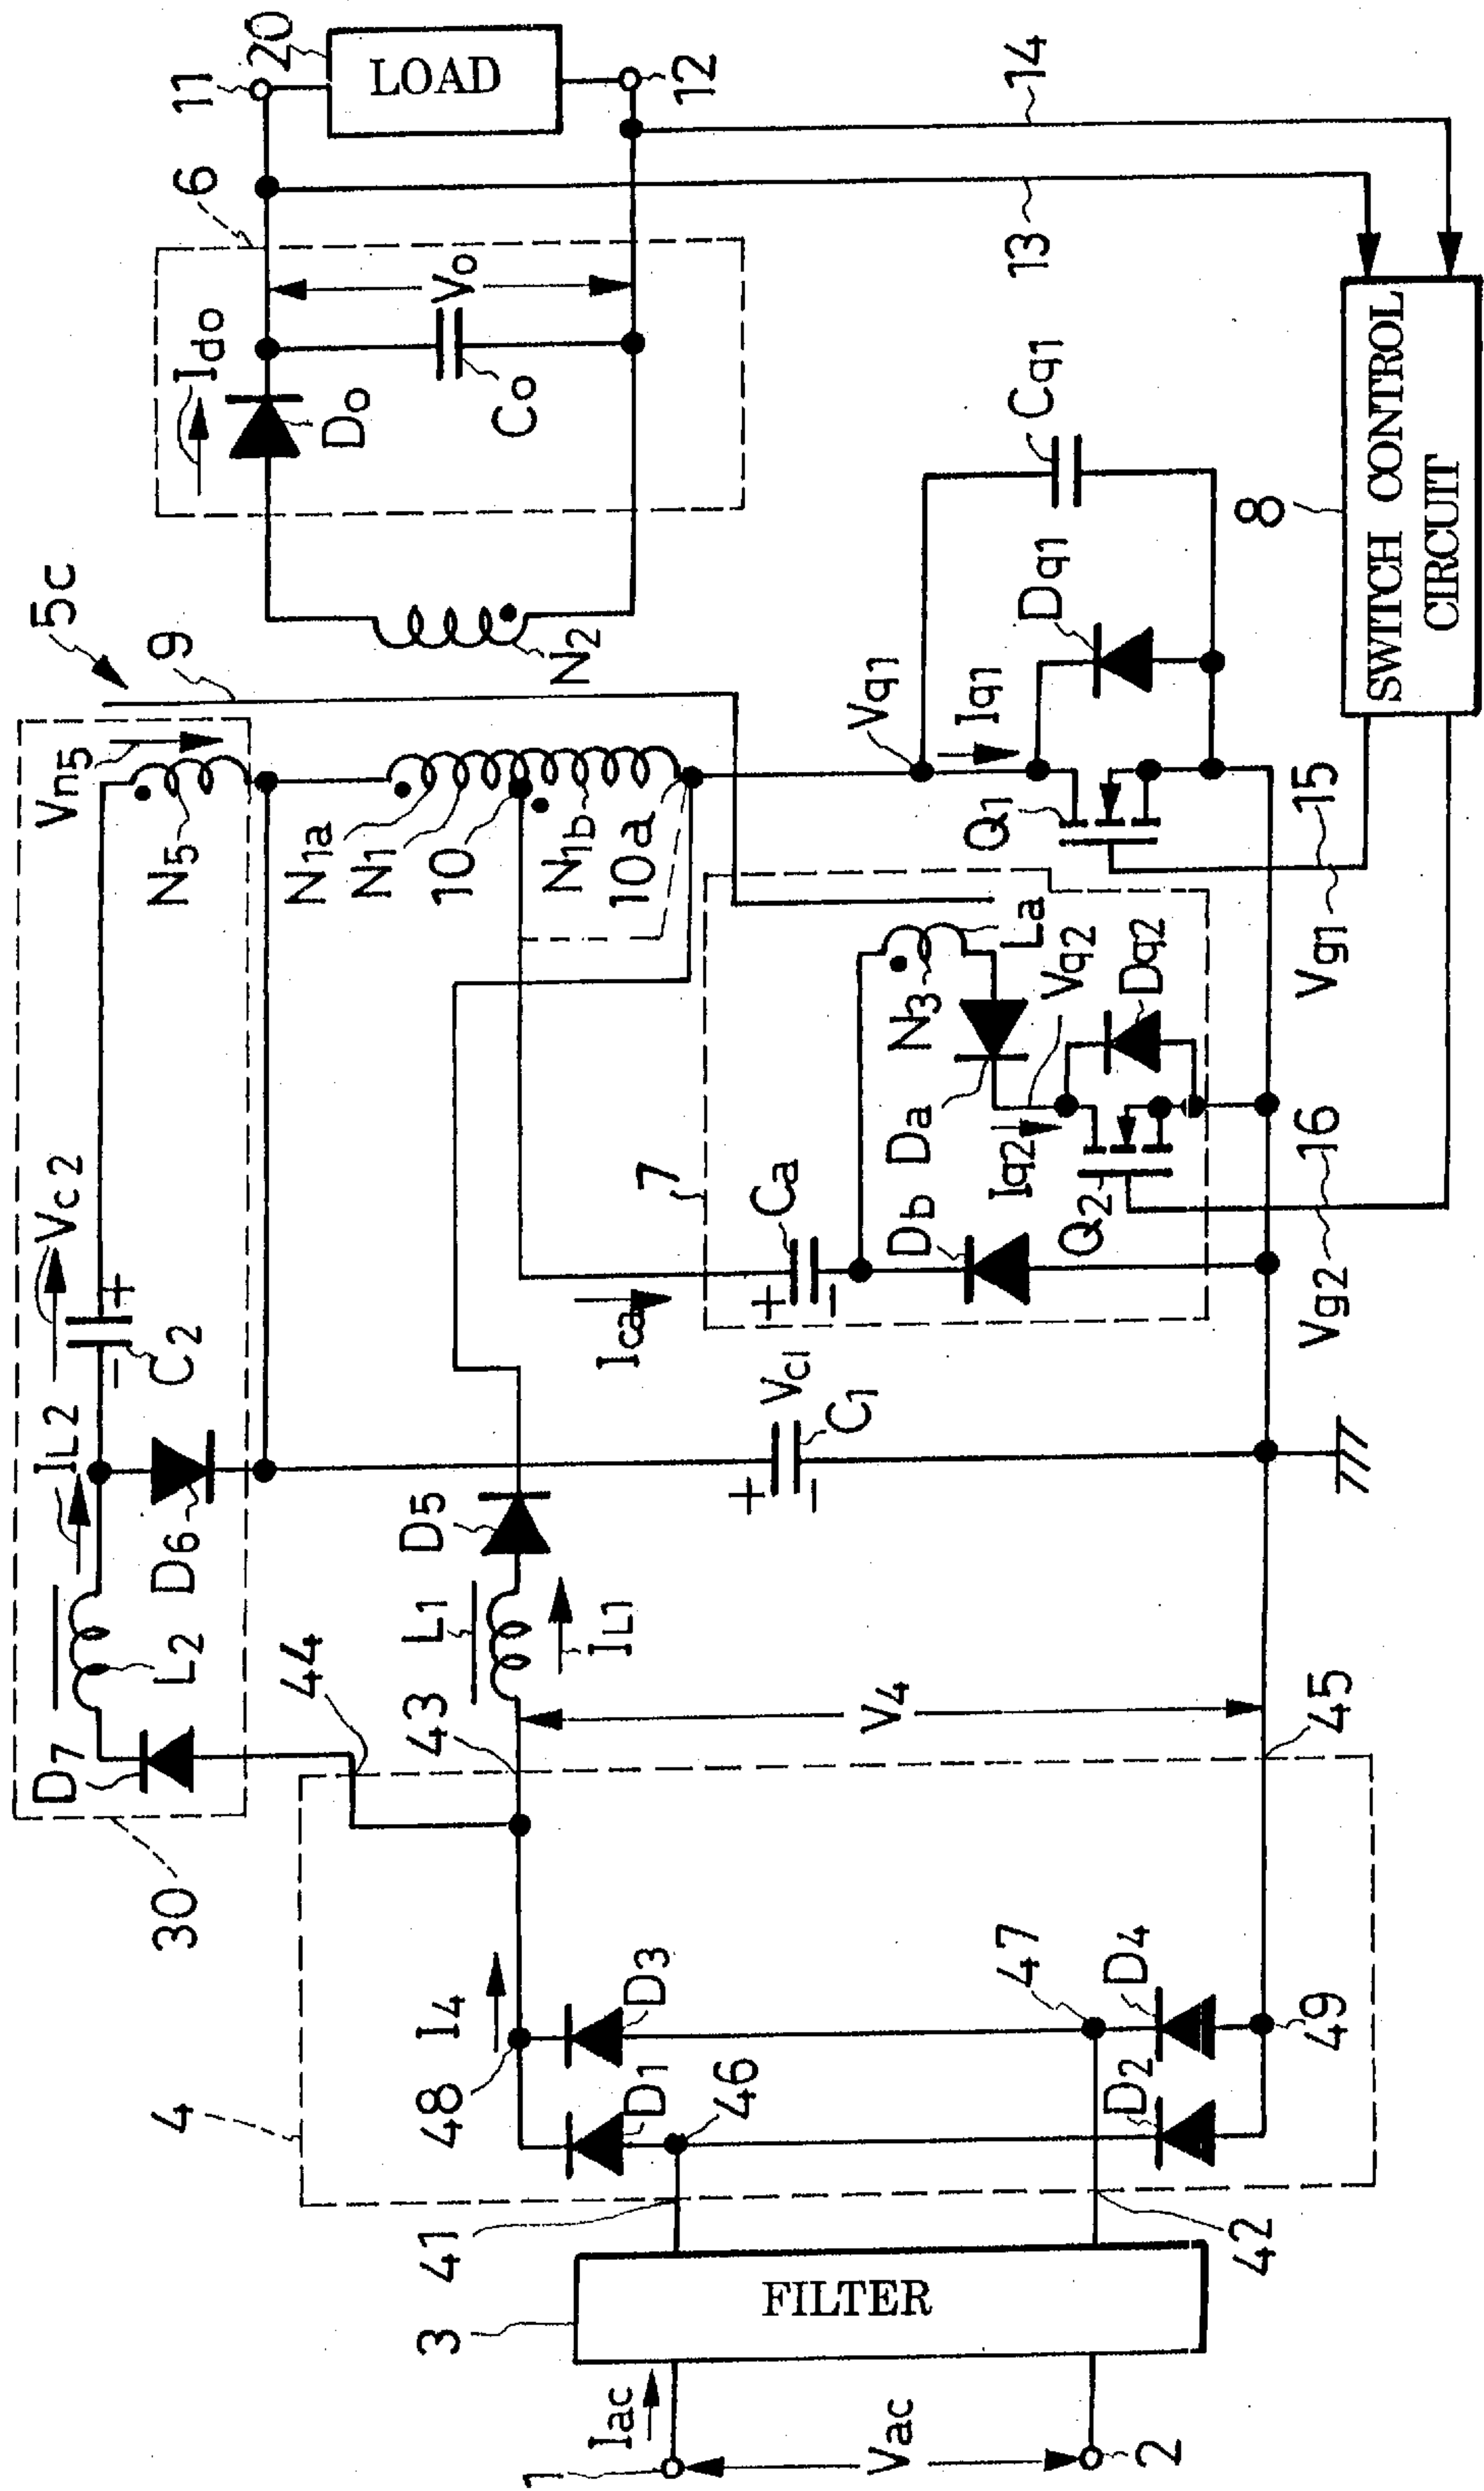 5c
30
D7
L2
IL2
Vc2
C2
−
+
D6
Vn5
N5
9
44
N1a
N1
10
N1b
10a
N2
6
Ido
Do
Co
Vo
11
20
LOAD
12
4
48
I4
43
L1
IL1
D5
D1
D3
46
47
D2
D4
49
V4
45
41
42
3
FILTER
1
Iac
Vac
2
Vc1
C1
+
−
Ica
7
Ca
+
−
Db
Da
N3
La
Iq2
Vq2
Q2
Dq2
Vq1
Iq1
Q1
Dq1
Cq1
13
14
Vg2
16
Vg1
15
8
SWITCH CONTROL
CIRCUIT